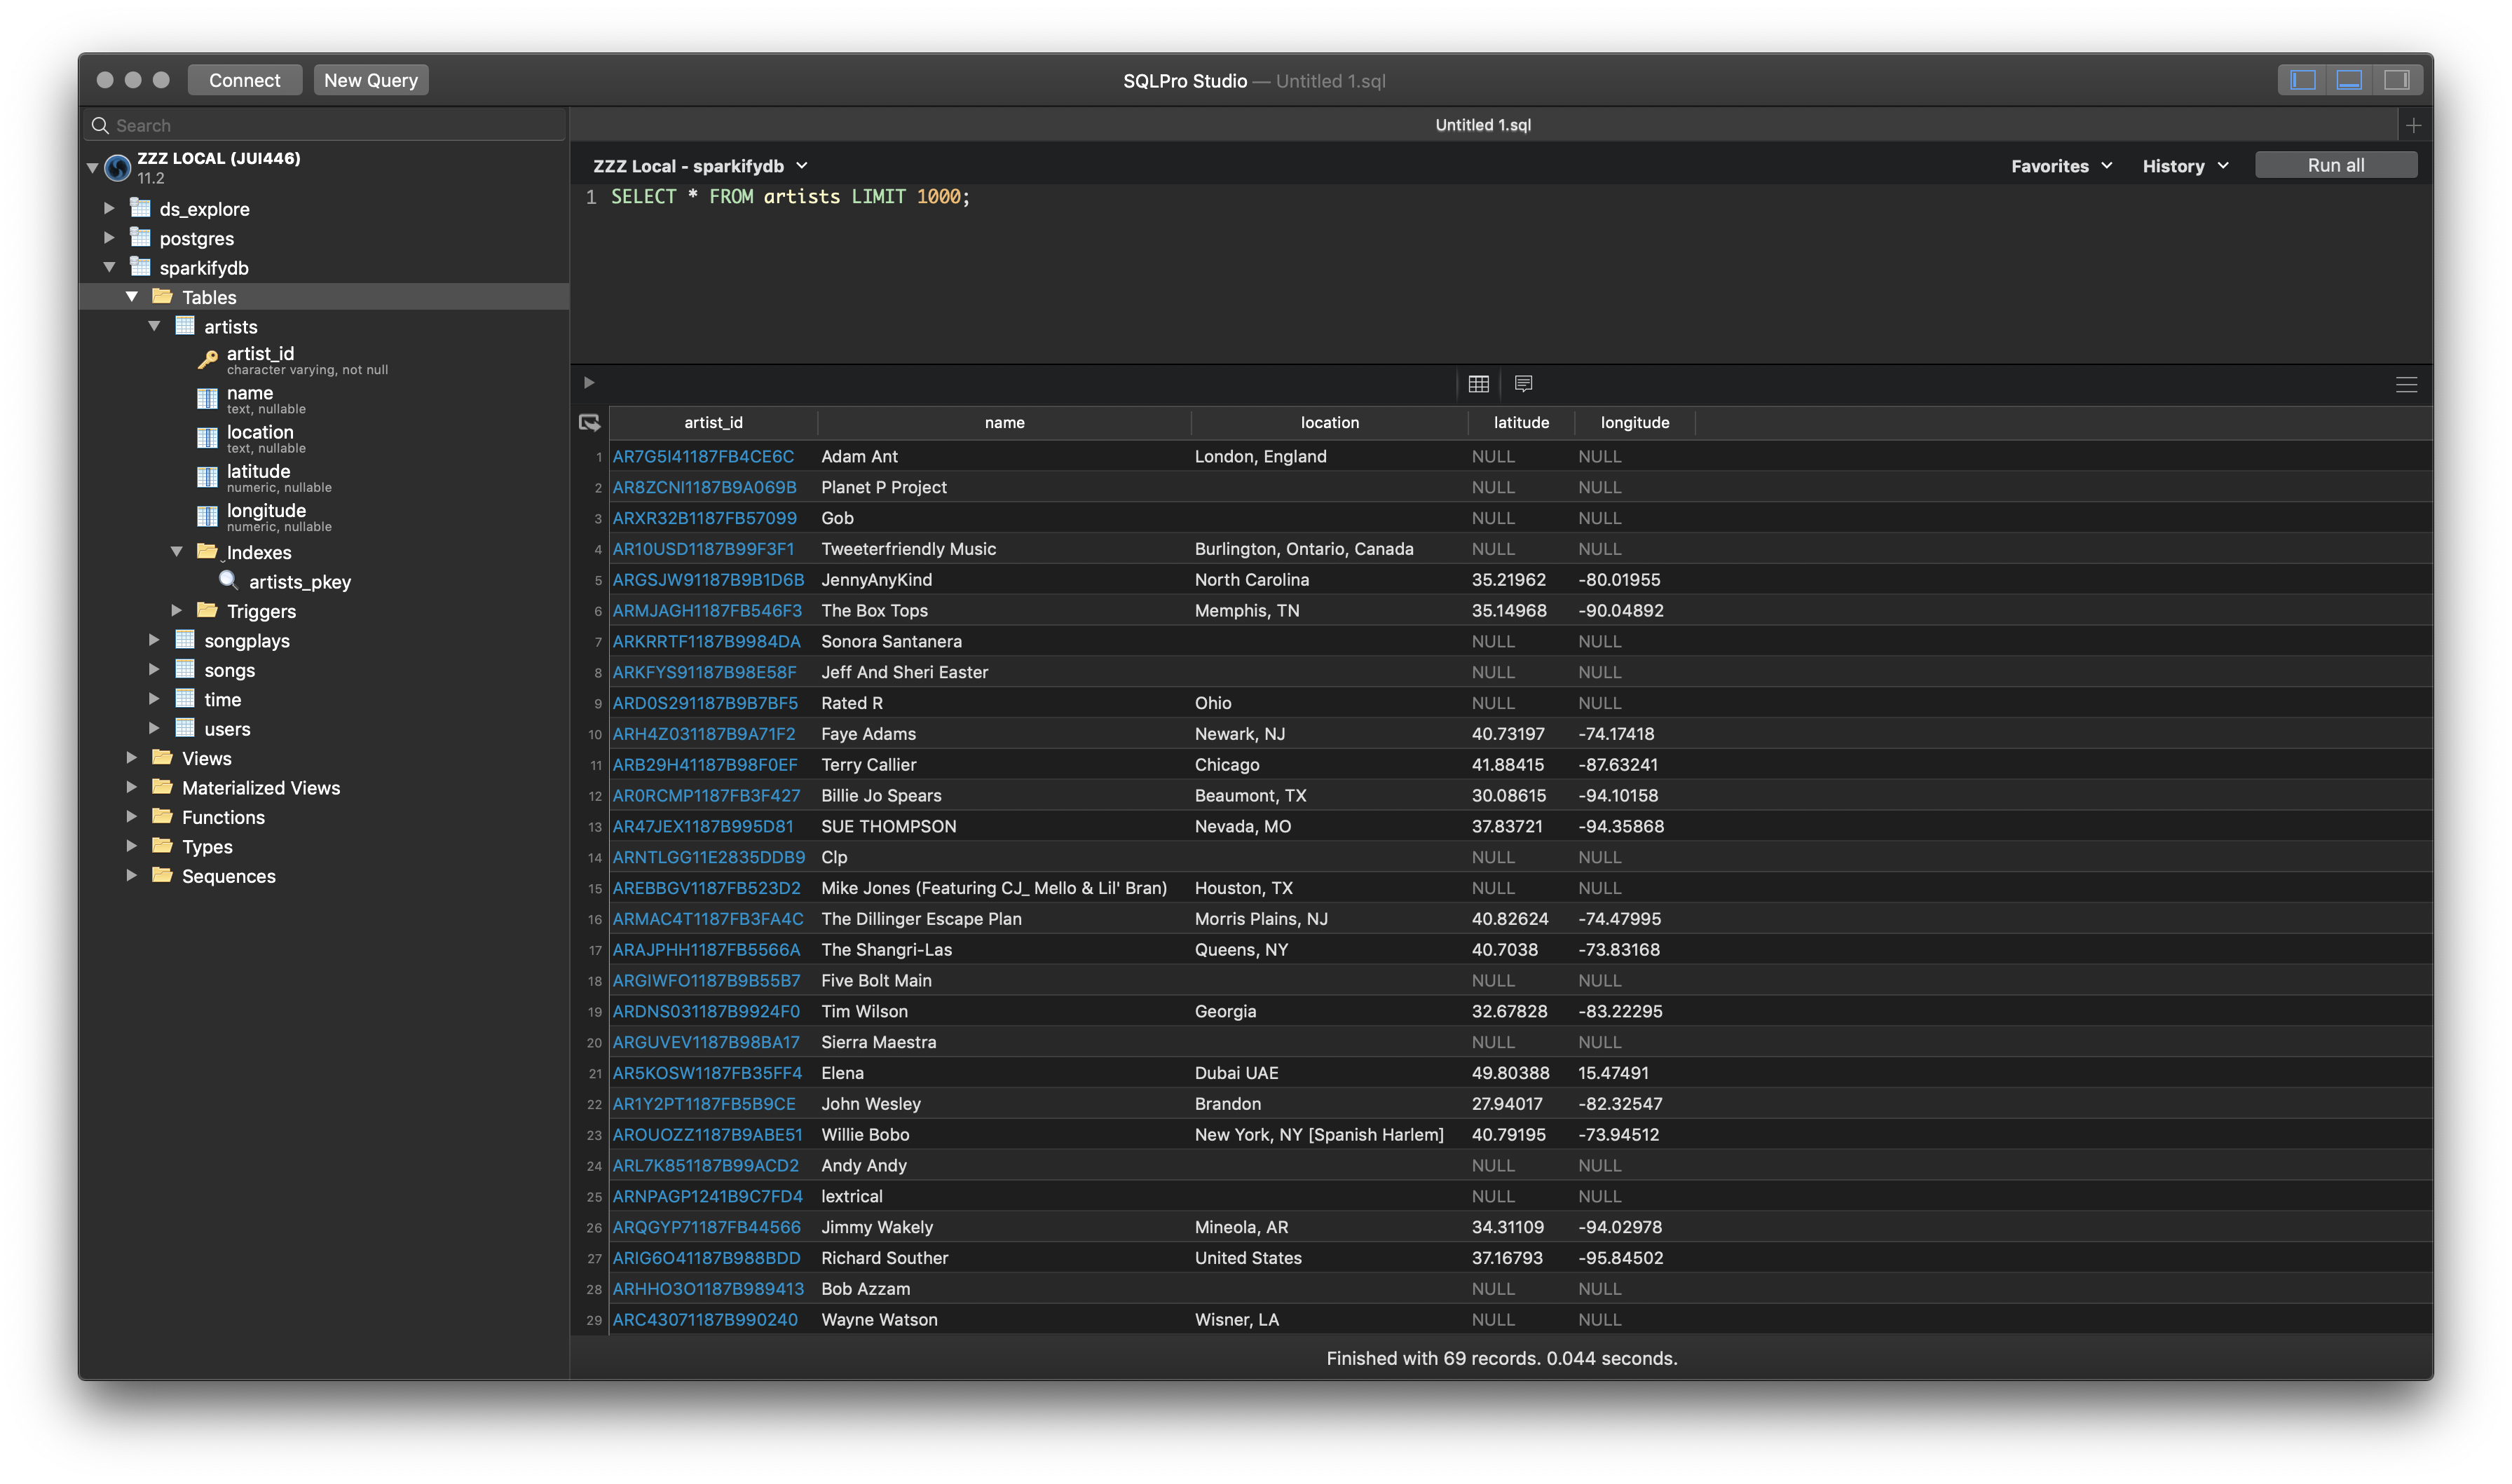 Connect New Query SQLPro Studio — Untitled 1.sql
Search
ZZZ LOCAL (JUI446)
11.2
ds_explore
postgres
sparkifydb
Tables
artists
artist_id
character varying, not null
name
text, nullable
location
text, nullable
latitude
numeric, nullable
longitude
numeric, nullable
Indexes
artists_pkey
Triggers
songplays
songs
time
users
Views
Materialized Views
Functions
Types
Sequences
Untitled 1.sql
ZZZ Local - sparkifydb Favorites History Run all
1 SELECT * FROM artists LIMIT 1000;
artist_id name location latitude longitude
1 AR7G5I41187FB4CE6C Adam Ant London, England NULL NULL
2 AR8ZCNI1187B9A069B Planet P Project NULL NULL
3 ARXR32B1187FB57099 Gob NULL NULL
4 AR10USD1187B99F3F1 Tweeterfriendly Music Burlington, Ontario, Canada NULL NULL
5 ARGSJW91187B9B1D6B JennyAnyKind North Carolina 35.21962 -80.01955
6 ARMJAGH1187FB546F3 The Box Tops Memphis, TN 35.14968 -90.04892
7 ARKRRTF1187B9984DA Sonora Santanera NULL NULL
8 ARKFYS91187B98E58F Jeff And Sheri Easter NULL NULL
9 ARD0S291187B9B7BF5 Rated R Ohio NULL NULL
10 ARH4Z031187B9A71F2 Faye Adams Newark, NJ 40.73197 -74.17418
11 ARB29H41187B98F0EF Terry Callier Chicago 41.88415 -87.63241
12 AR0RCMP1187FB3F427 Billie Jo Spears Beaumont, TX 30.08615 -94.10158
13 AR47JEX1187B995D81 SUE THOMPSON Nevada, MO 37.83721 -94.35868
14 ARNTLGG11E2835DDB9 Clp NULL NULL
15 AREBBGV1187FB523D2 Mike Jones (Featuring CJ_ Mello & Lil' Bran) Houston, TX NULL NULL
16 ARMAC4T1187FB3FA4C The Dillinger Escape Plan Morris Plains, NJ 40.82624 -74.47995
17 ARAJPHH1187FB5566A The Shangri-Las Queens, NY 40.7038 -73.83168
18 ARGIWFO1187B9B55B7 Five Bolt Main NULL NULL
19 ARDNS031187B9924F0 Tim Wilson Georgia 32.67828 -83.22295
20 ARGUVEV1187B98BA17 Sierra Maestra NULL NULL
21 AR5KOSW1187FB35FF4 Elena Dubai UAE 49.80388 15.47491
22 AR1Y2PT1187FB5B9CE John Wesley Brandon 27.94017 -82.32547
23 AROUOZZ1187B9ABE51 Willie Bobo New York, NY [Spanish Harlem] 40.79195 -73.94512
24 ARL7K851187B99ACD2 Andy Andy NULL NULL
25 ARNPAGP1241B9C7FD4 lextrical NULL NULL
26 ARQGYP71187FB44566 Jimmy Wakely Mineola, AR 34.31109 -94.02978
27 ARIG6O41187B988BDD Richard Souther United States 37.16793 -95.84502
28 ARHHO3O1187B989413 Bob Azzam NULL NULL
29 ARC43071187B990240 Wayne Watson Wisner, LA NULL NULL
Finished with 69 records. 0.044 seconds.